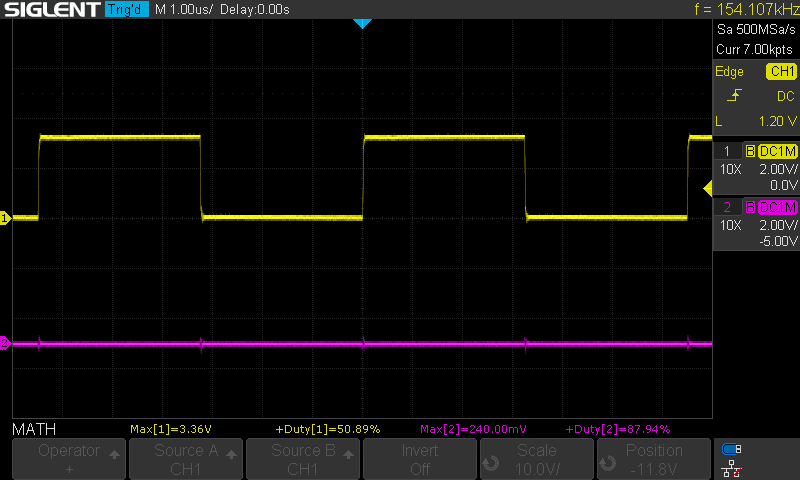 SIGLENT Trig'd M 1.00us/ Delay:0.00s f = 154.107kHz
Sa 500MSa/s
Curr 7.00kpts
Edge CH1
DC
L 1.20 V
1 B DC1M
10X 2.00V/
0.0V
2 B DC1M
10X 2.00V/
-5.00V
1
2
MATH Max[1]=3.36V +Duty[1]=50.89% Max[2]=240.00mV +Duty[2]=87.94%
Operator Source A Source B Invert Scale Position
+ CH1 CH1 Off 10.0V/ -11.8V